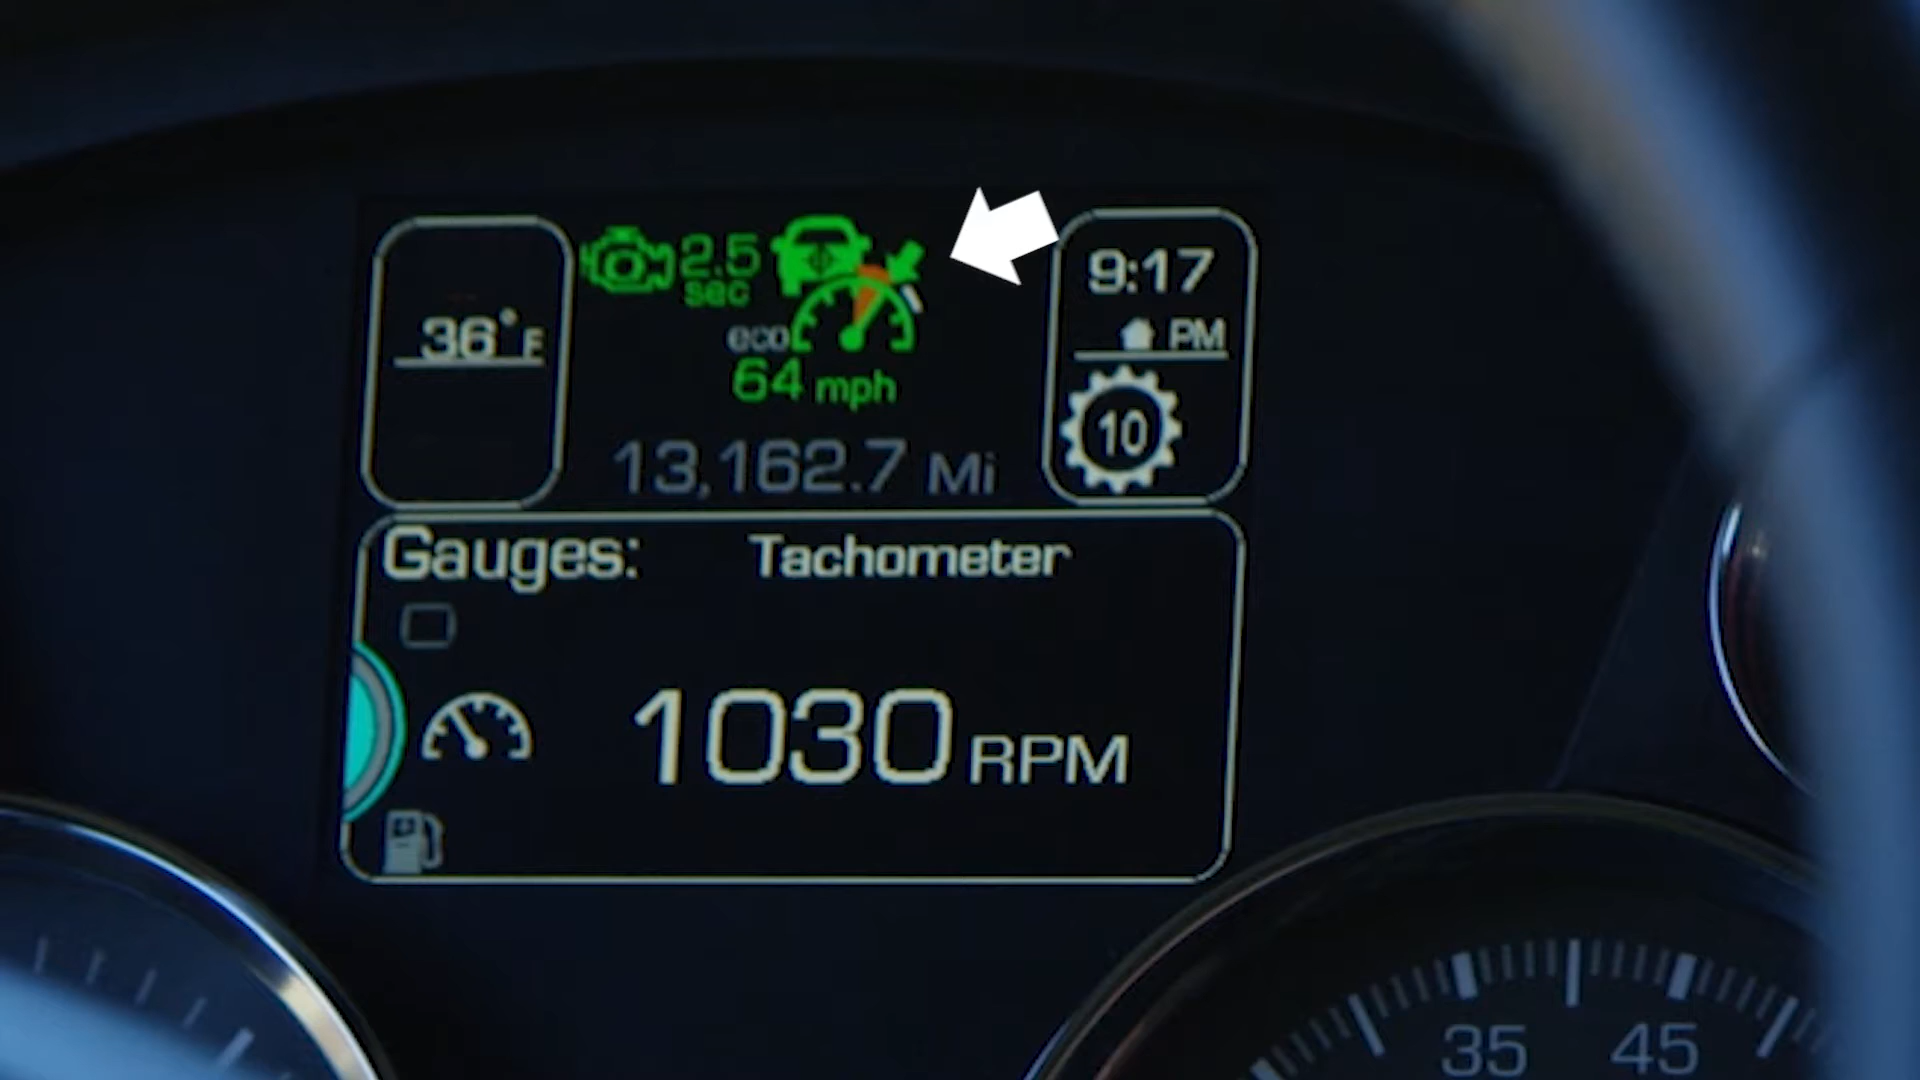 36°F
2.5
sec
eco
64 mph
13,162.7 Mi
9:17
PM
10
Gauges: Tachometer
1030 RPM
35 45